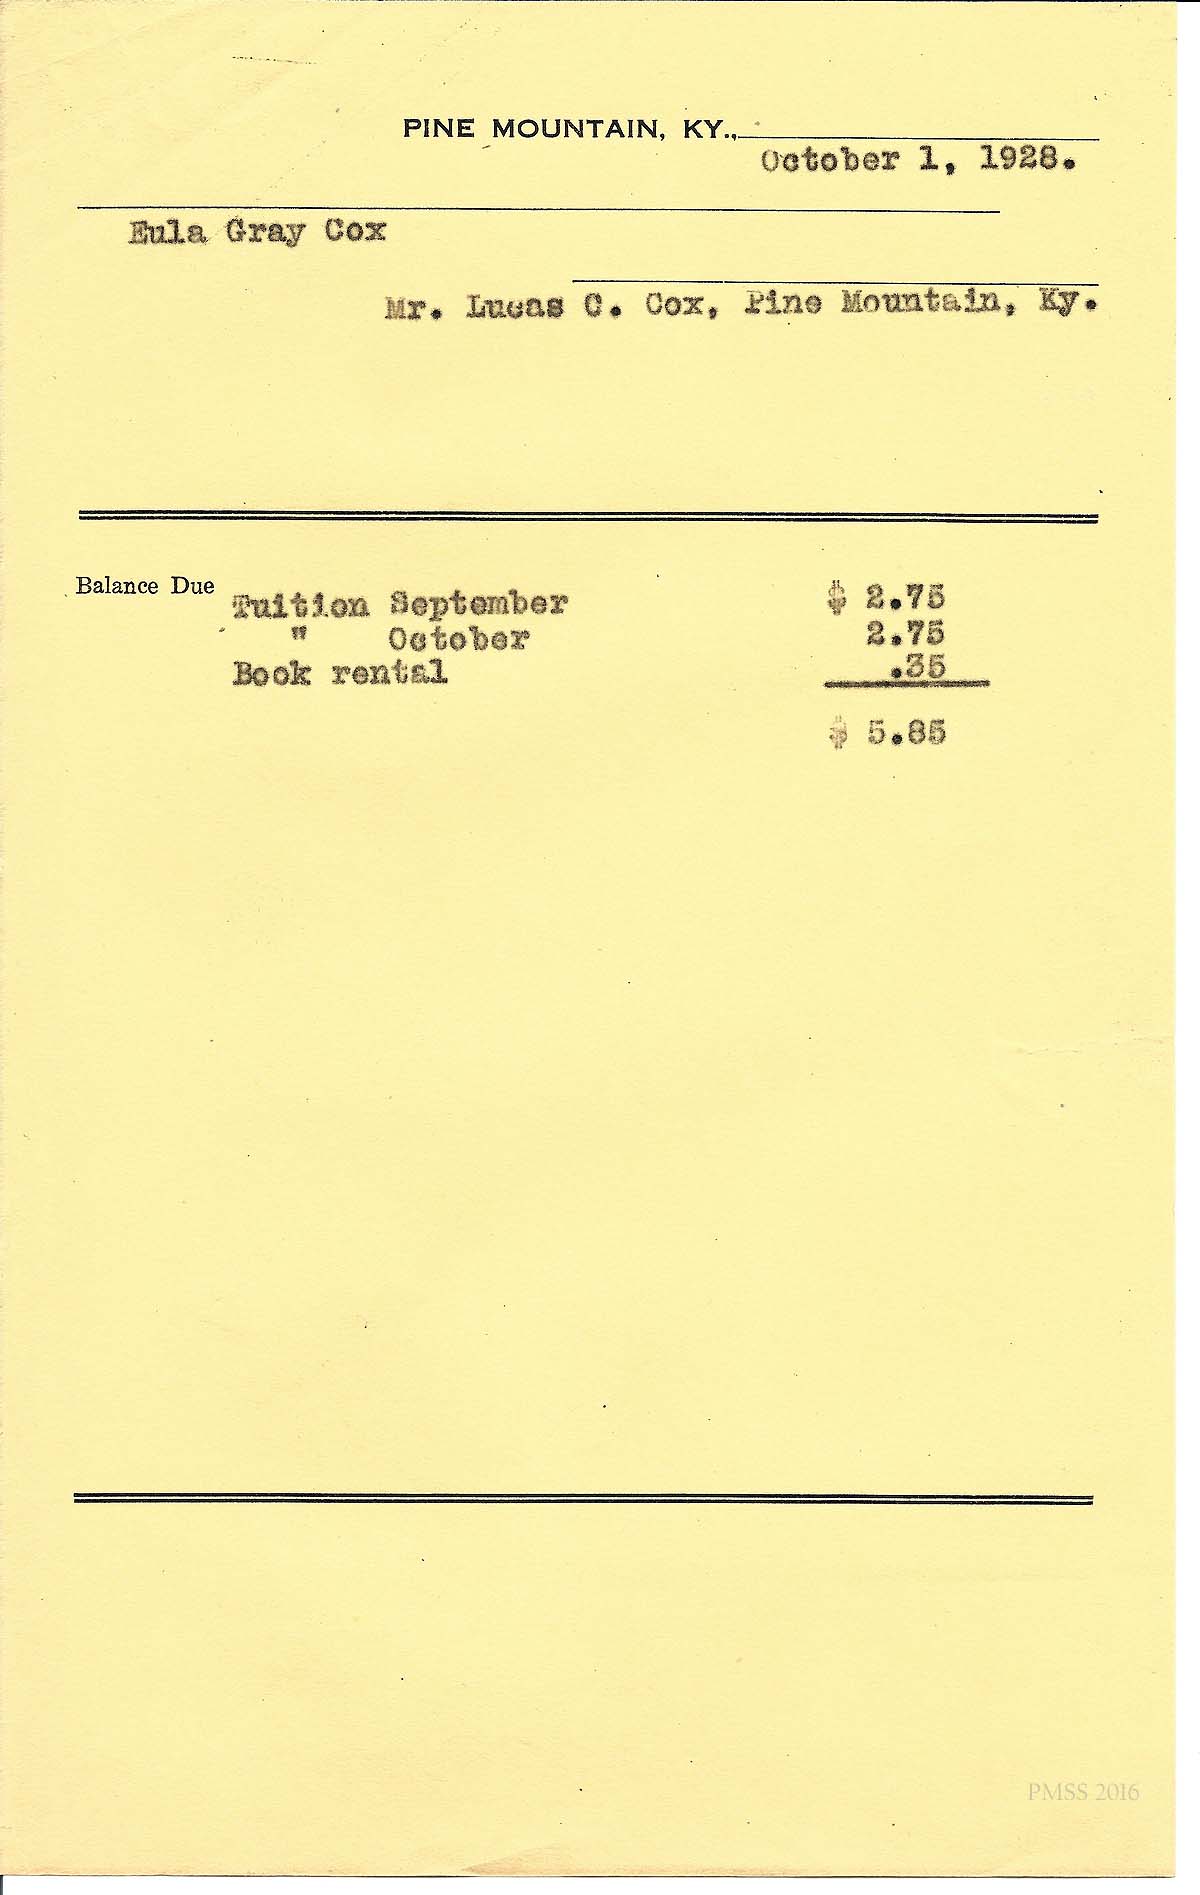 PINE MOUNTAIN, KY.,
October 1, 1928.
Eula Gray Cox
Mr. Lucas C. Cox, Pine Mountain, Ky.
Balance Due Tuition September $ 2.75
" October 2.75
Book rental .35
$ 5.85
PMSS 2016